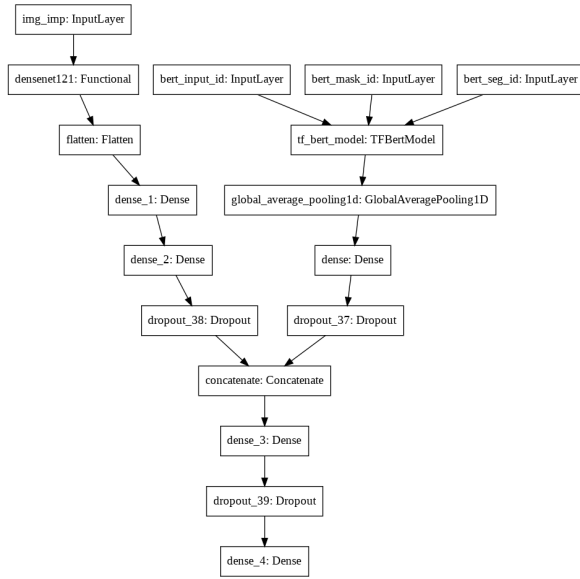 img_imp: InputLayer
densenet121: Functional
bert_input_id: InputLayer
bert_mask_id: InputLayer
bert_seg_id: InputLayer
flatten: Flatten
tf_bert_model: TFBertModel
dense_1: Dense
global_average_pooling1d: GlobalAveragePooling1D
dense_2: Dense
dense: Dense
dropout_38: Dropout
dropout_37: Dropout
concatenate: Concatenate
dense_3: Dense
dropout_39: Dropout
dense_4: Dense